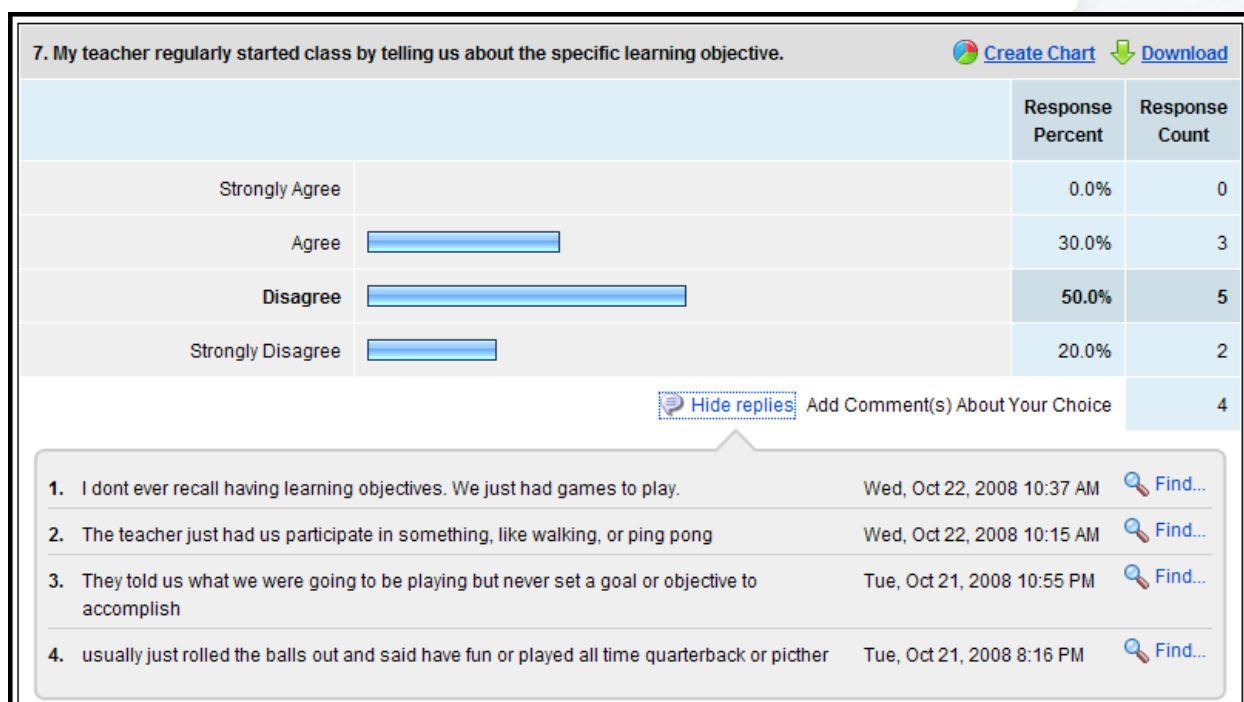 7. My teacher regularly started class by telling us about the specific learning objective. Create Chart Download
Response Percent Response Count
Strongly Agree 0.0% 0
Agree 30.0% 3
Disagree 50.0% 5
Strongly Disagree 20.0% 2
Hide replies Add Comment(s) About Your Choice 4
1. I dont ever recall having learning objectives. We just had games to play. Wed, Oct 22, 2008 10:37 AM Find...
2. The teacher just had us participate in something, like walking, or ping pong Wed, Oct 22, 2008 10:15 AM Find...
3. They told us what we were going to be playing but never set a goal or objective to Tue, Oct 21, 2008 10:55 PM Find...
accomplish
4. usually just rolled the balls out and said have fun or played all time quarterback or picther Tue, Oct 21, 2008 8:16 PM Find...